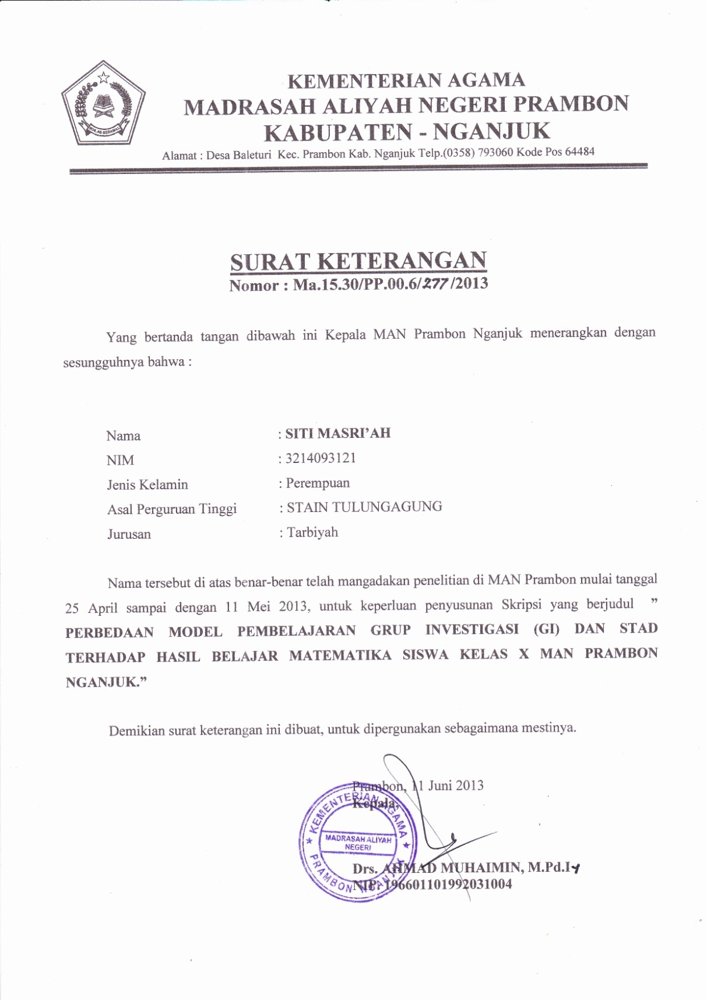 KEMENTERIAN AGAMA
MADRASAH ALIYAH NEGERI PRAMBON
KABUPATEN - NGANJUK
Alamat : Desa Baleturi Kec. Prambon Kab. Nganjuk Telp.(0358) 793060 Kode Pos 64484
IKHLAS BERAMAL
SURAT KETERANGAN
Nomor : Ma.15.30/PP.00.6/277/2013
Yang bertanda tangan dibawah ini Kepala MAN Prambon Nganjuk menerangkan dengan
sesungguhnya bahwa :
Nama : SITI MASRI’AH
NIM : 3214093121
Jenis Kelamin : Perempuan
Asal Perguruan Tinggi : STAIN TULUNGAGUNG
Jurusan : Tarbiyah
Nama tersebut di atas benar-benar telah mangadakan penelitian di MAN Prambon mulai tanggal
25 April sampai dengan 11 Mei 2013, untuk keperluan penyusunan Skripsi yang berjudul ”
PERBEDAAN MODEL PEMBELAJARAN GRUP INVESTIGASI (GI) DAN STAD
TERHADAP HASIL BELAJAR MATEMATIKA SISWA KELAS X MAN PRAMBON
NGANJUK.”
Demikian surat keterangan ini dibuat, untuk dipergunakan sebagaimana mestinya.
Prambon, 11 Juni 2013
Kepala,
KEMENTERIAN AGAMA
MADRASAH ALIYAH
NEGERI
PRAMBON NGANJUK
Drs. AHMAD MUHAIMIN, M.Pd.I
NIP. 196601101992031004